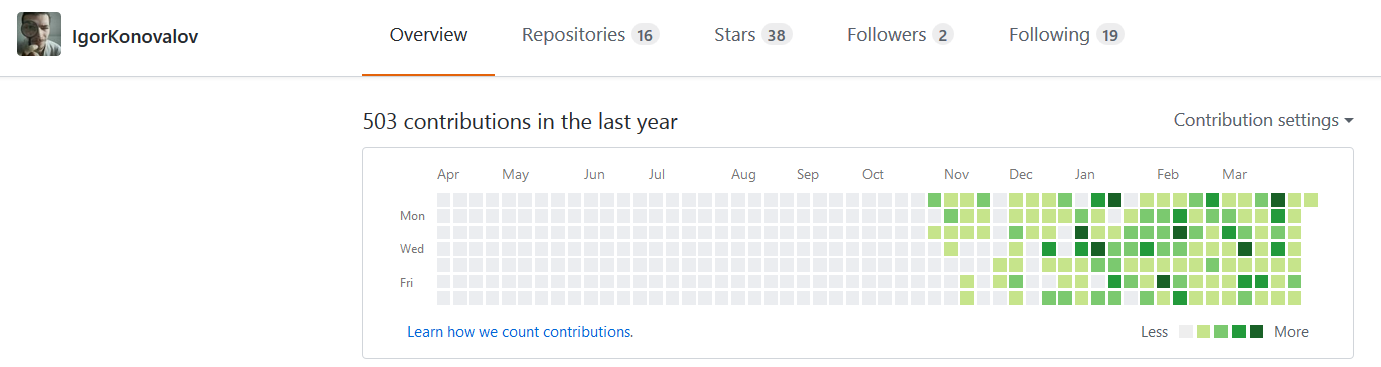 IgorKonovalov Overview Repositories 16 Stars 38 Followers 2 Following 19
503 contributions in the last year Contribution settings
Apr May Jun Jul Aug Sep Oct Nov Dec Jan Feb Mar
Mon
Wed
Fri
Learn how we count contributions. Less More